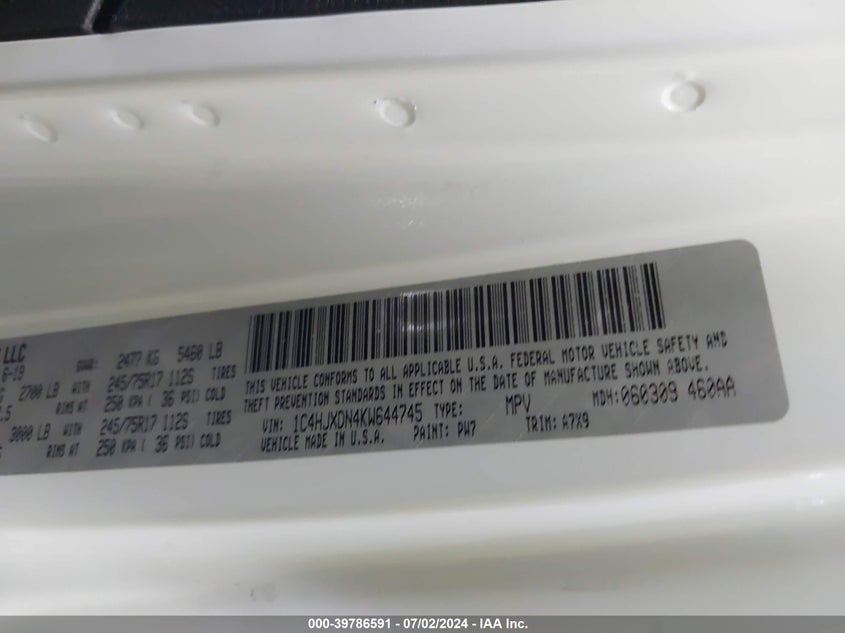 LLC
6-19
GVWR: 2477 KG 5460 LB
2700 LB WITH 245/75R17 112S TIRES
RIMS AT 250 KPA ( 36 PSI) COLD
3000 LB WITH 245/75R17 112S TIRES
RIMS AT 250 KPA ( 36 PSI) COLD
THIS VEHICLE CONFORMS TO ALL APPLICABLE U.S.A. FEDERAL MOTOR VEHICLE SAFETY AND
THEFT PREVENTION STANDARDS IN EFFECT ON THE DATE OF MANUFACTURE SHOWN ABOVE.
VIN: 1C4HJXDN4KW644745 TYPE: MPV MDH:060309 460AA
VEHICLE MADE IN U.S.A. PAINT: PW7 TRIM: A7X9
000-39786591 - 07/02/2024 - IAA Inc.